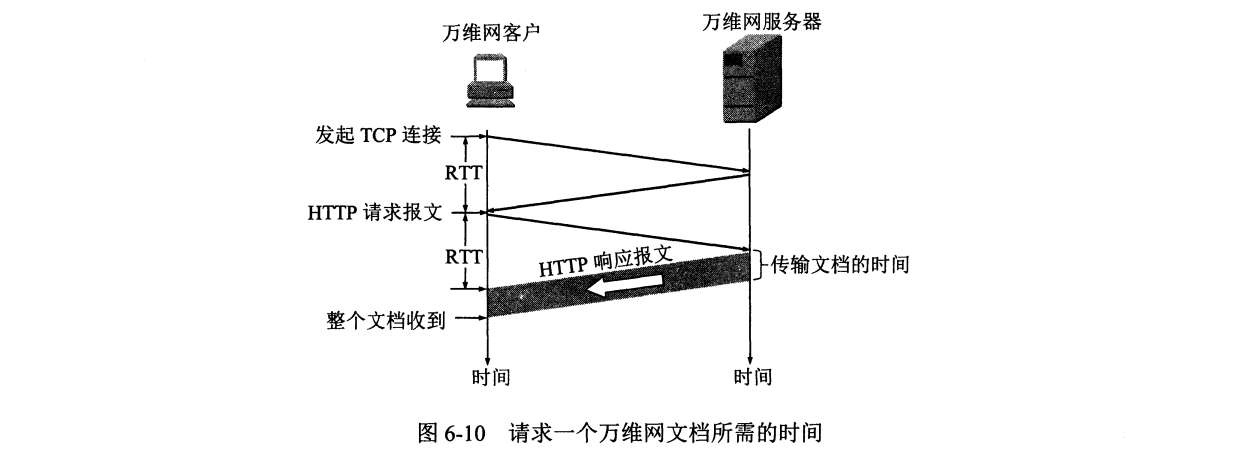 万维网客户
万维网服务器
发起 TCP 连接
RTT
HTTP 请求报文
RTT
HTTP 响应报文
传输文档的时间
整个文档收到
时间
时间
图 6-10 请求一个万维网文档所需的时间